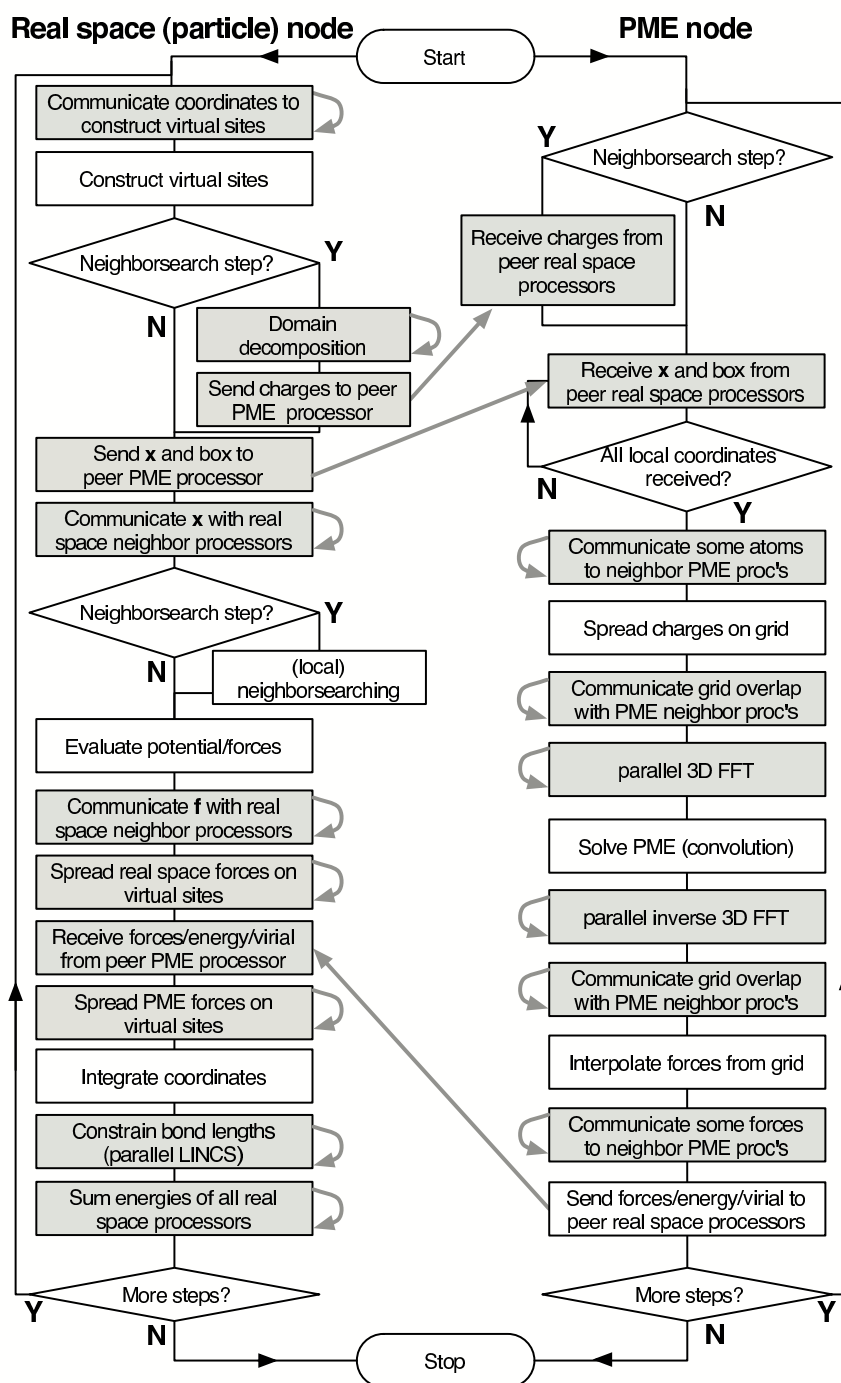 Real space (particle) node
PME node
Start
Communicate coordinates to
construct virtual sites
Construct virtual sites
Neighborsearch step?
Y
N
Domain
decomposition
Send charges to peer
PME processor
Send x and box to
peer PME processor
Communicate x with real
space neighbor processors
Neighborsearch step?
Y
N
(local)
neighborsearching
Evaluate potential/forces
Communicate f with real
space neighbor processors
Spread real space forces on
virtual sites
Receive forces/energy/virial
from peer PME processor
Spread PME forces on
virtual sites
Integrate coordinates
Constrain bond lengths
(parallel LINCS)
Sum energies of all real
space processors
More steps?
Y
N
Neighborsearch step?
Y
N
Receive charges from
peer real space
processors
Receive x and box from
peer real space processors
All local coordinates
received?
N
Y
Communicate some atoms
to neighbor PME proc's
Spread charges on grid
Communicate grid overlap
with PME neighbor proc's
parallel 3D FFT
Solve PME (convolution)
parallel inverse 3D FFT
Communicate grid overlap
with PME neighbor proc's
Interpolate forces from grid
Communicate some forces
to neighbor PME proc's
Send forces/energy/virial to
peer real space processors
More steps?
Y
N
Stop